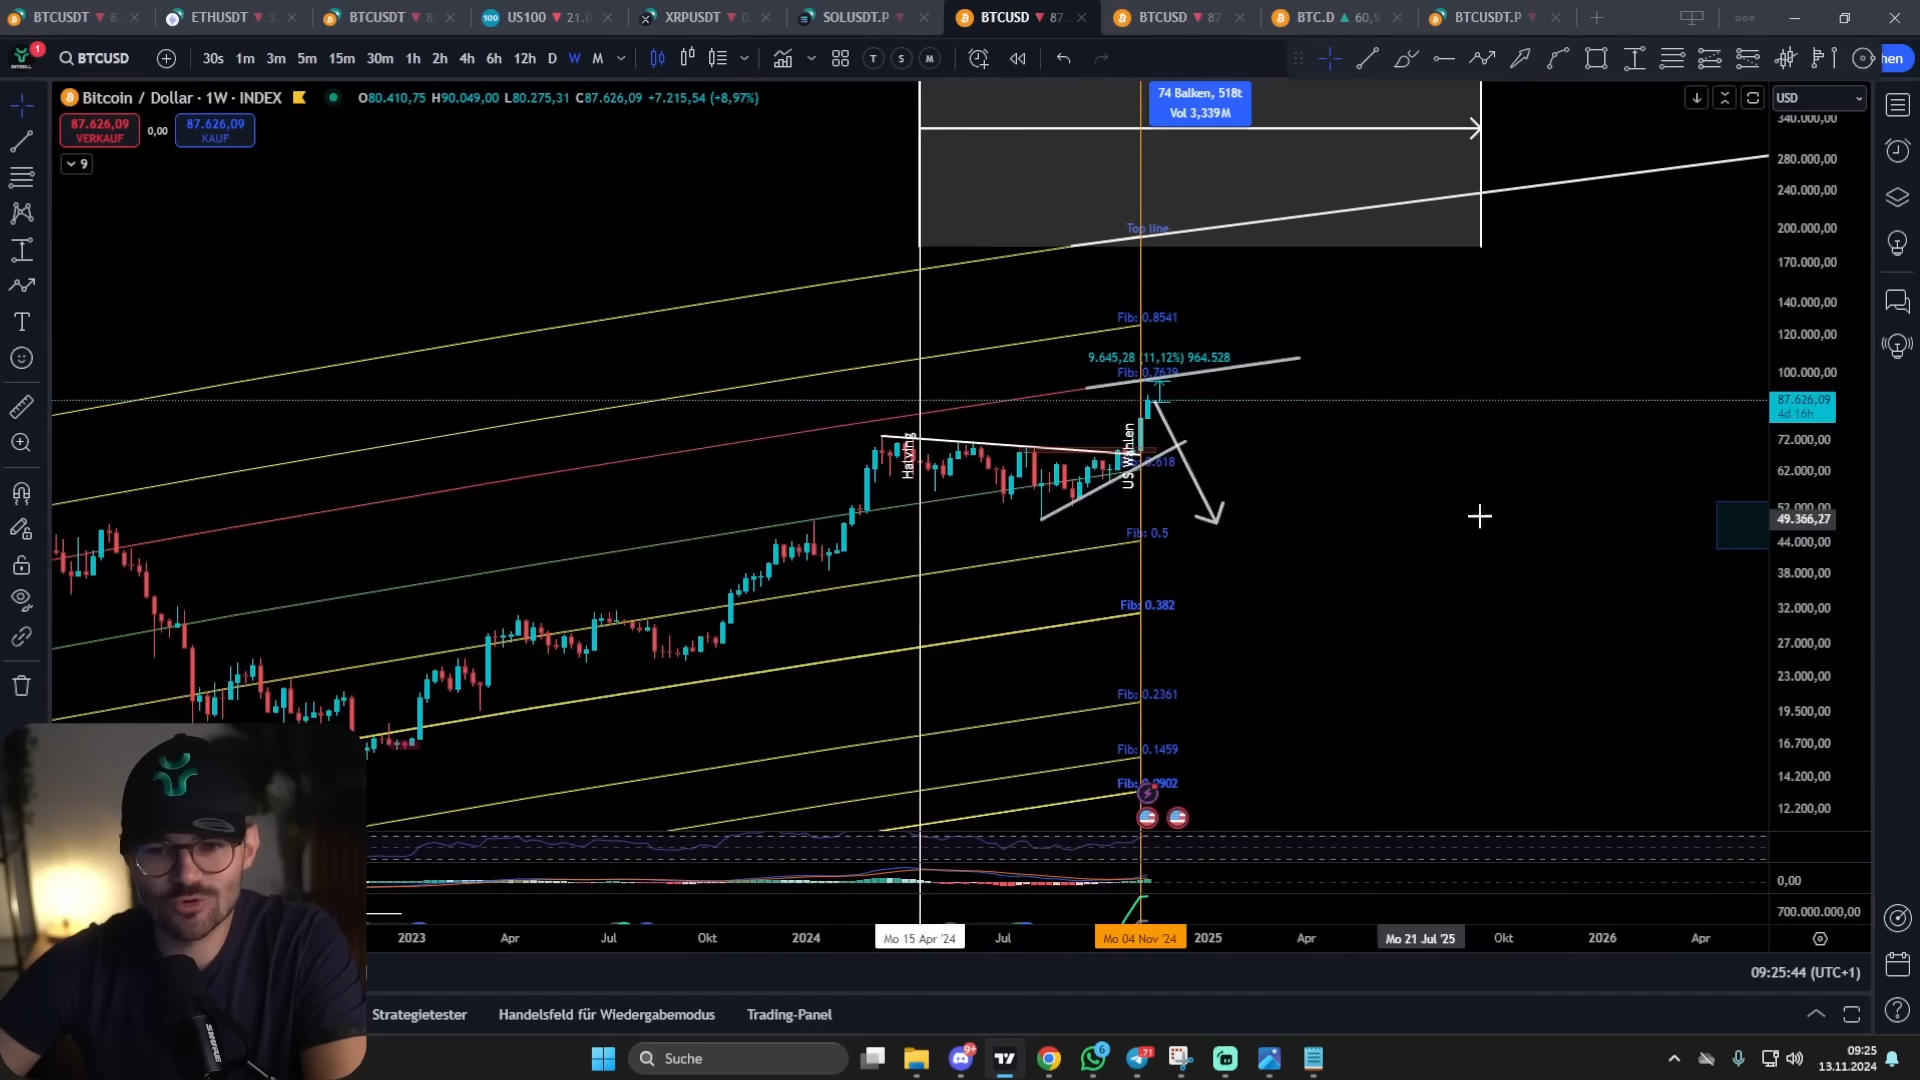 BTCUSDT
ETHUSDT
BTCUSDT
100 US100 21.0
XRPUSDT
SOLUSDT.P
BTCUSD 87.
BTCUSD 87
BTC.D 60,9
BTCUSDT.P
1
BTCUSD
30s 1m 3m 5m 15m 30m 1h 2h 4h 6h 12h D W M
T S M
hen
Bitcoin / Dollar · 1W · INDEX O80.410,75 H90.049,00 L80.275,31 C87.626,09 +7.215,54 (+8,97%)
87.626,09
VERKAUF
0,00
87.626,09
KAUF
9
74 Balken, 518t
Vol 3,339M
USD
340.000,00
280.000,00
240.000,00
200.000,00
170.000,00
140.000,00
120.000,00
100.000,00
87.626,09
4d 16h
72.000,00
62.000,00
52.000,00
49.366,27
44.000,00
38.000,00
32.000,00
27.000,00
23.000,00
19.500,00
16.700,00
14.200,00
12.200,00
0,00
700.000.000,00
Top line
Fib: 0.8541
9.645,28 (11,12%) 964.528
Fib: 0.7639
Halving
US Wahlen
0.618
Fib: 0.5
Fib: 0.382
Fib: 0.2361
Fib: 0.1459
Fib: 0.0902
2023 Apr Jul Okt 2024 Mo 15 Apr '24 Jul Mo 04 Nov '24 2025 Apr Mo 21 Jul '25 Okt 2026 Apr
09:25:44 (UTC+1)
Strategietester Handelsfeld für Wiedergabemodus Trading-Panel
SHURE
Suche
9+
6
71
09:25
13.11.2024